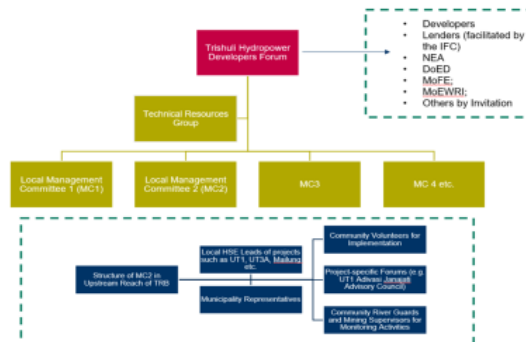 Trishuli Hydropower
Developers Forum
Developers
Lenders (facilitated by
the IFC)
NEA
DoED
MoFE;
MoEWRI;
Others by Invitation
Technical Resources
Group
Local Management
Committee 1 (MC1)
Local Management
Committee 2 (MC2)
MC3
MC 4 etc.
Structure of MC2 in
Upstream Reach of TRB
Local HSE Leads of projects
such as UT1, UT3A, Mailung
etc.
Municipality Representatives
Community Volunteers for
Implementation
Project-specific Forums (e.g.
UT1 Adivasi Janajati
Advisory Council)
Community River Guards
and Mining Supervisors for
Monitoring Activities